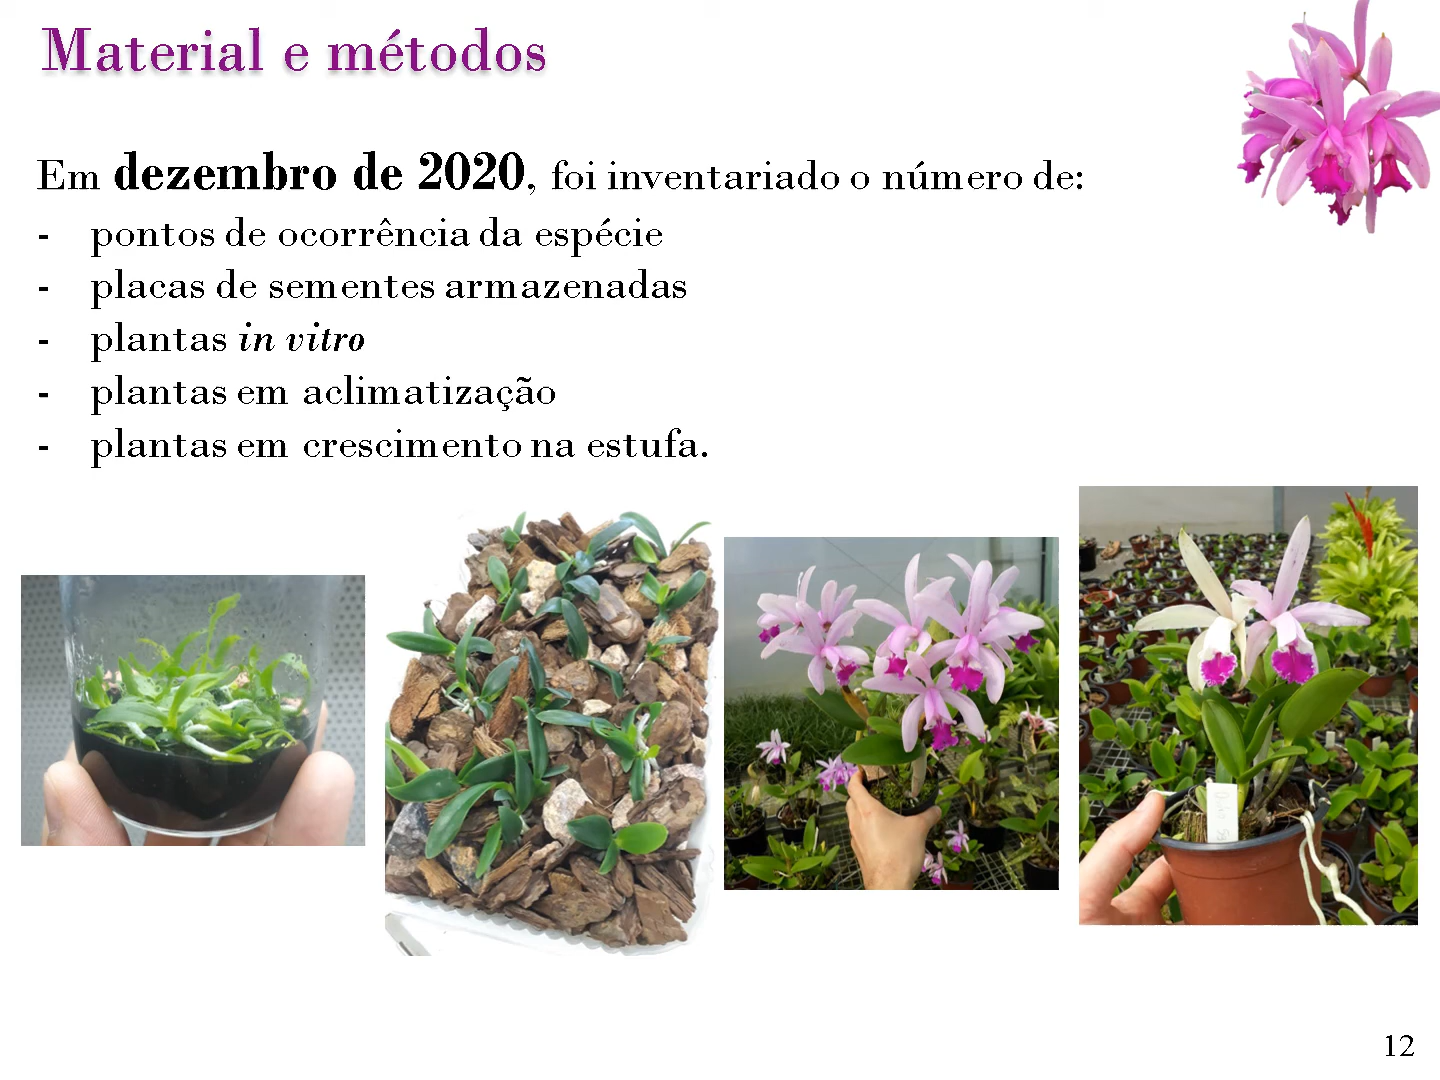 Material e métodos
Em dezembro de 2020, foi inventariado o número de:
- pontos de ocorrência da espécie
- placas de sementes armazenadas
- plantas in vitro
- plantas em aclimatização
- plantas em crescimento na estufa.
12